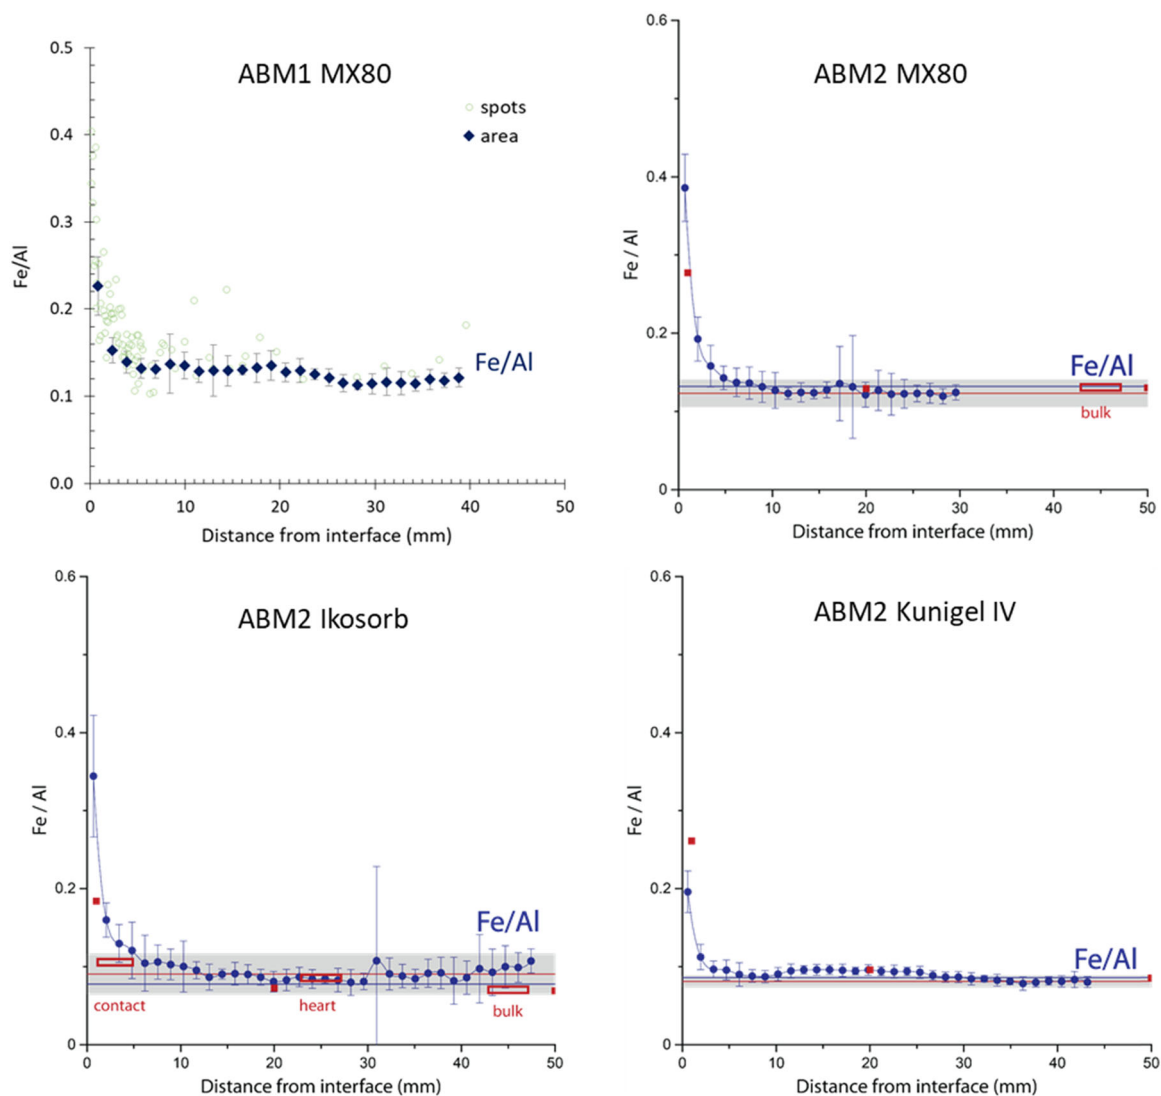 ABM1 MX80
spots
area
Fe/Al
Fe/Al
0.5
0.4
0.3
0.2
0.1
0.0
0 10 20 30 40 50
Distance from interface (mm)
ABM2 MX80
Fe / Al
0.6
0.4
0.2
0
Fe/Al
bulk
0 10 20 30 40 50
Distance from interface (mm)
ABM2 Ikosorb
Fe / Al
0.6
0.4
0.2
0
Fe/Al
contact heart bulk
0 10 20 30 40 50
Distance from interface (mm)
ABM2 Kunigel IV
Fe / Al
0.6
0.4
0.2
0
Fe/Al
0 10 20 30 40 50
Distance from interface (mm)